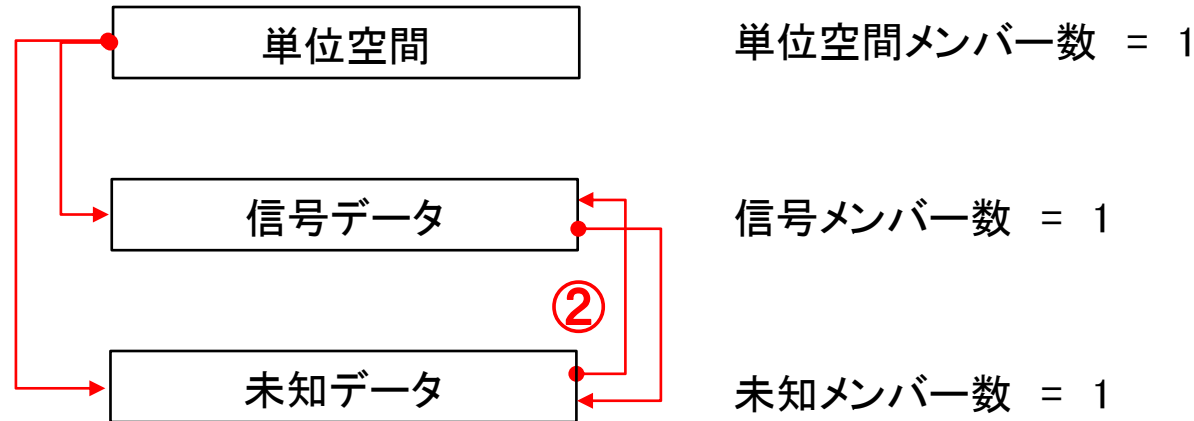 単位空間 単位空間メンバー数 = 1
信号データ 信号メンバー数 = 1
②
未知データ 未知メンバー数 = 1